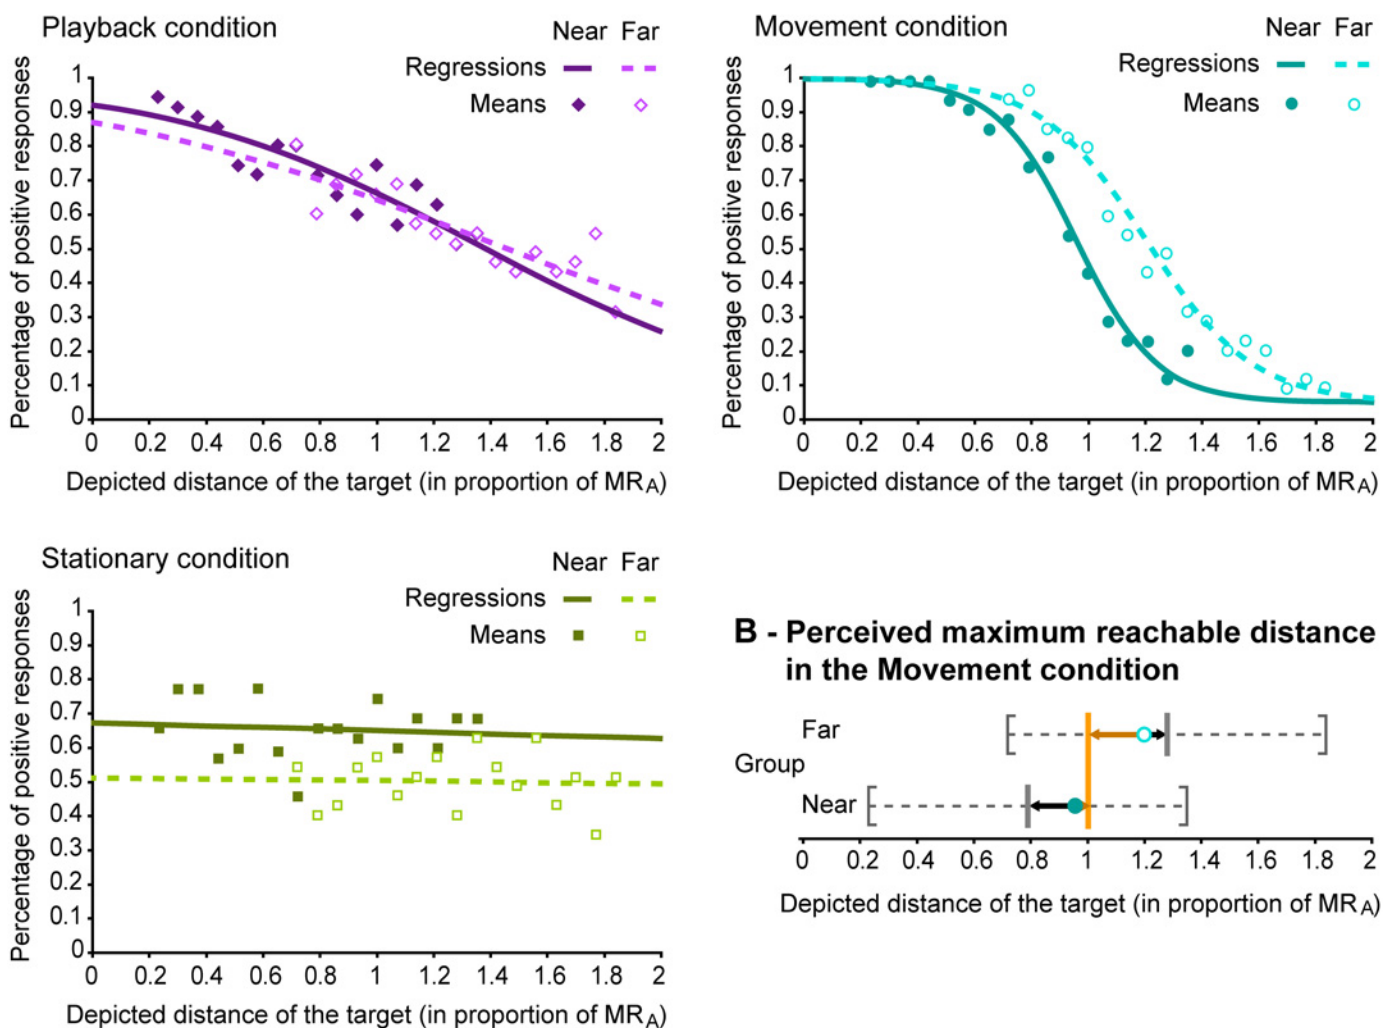 Playback condition
Near Far
Regressions
Means
Percentage of positive responses
1
0.9
0.8
0.7
0.6
0.5
0.4
0.3
0.2
0.1
0
0 0.2 0.4 0.6 0.8 1 1.2 1.4 1.6 1.8 2
Depicted distance of the target (in proportion of MRA)
Movement condition
Near Far
Regressions
Means
Percentage of positive responses
1
0.9
0.8
0.7
0.6
0.5
0.4
0.3
0.2
0.1
0
0 0.2 0.4 0.6 0.8 1 1.2 1.4 1.6 1.8 2
Depicted distance of the target (in proportion of MRA)
Stationary condition
Near Far
Regressions
Means
Percentage of positive responses
1
0.9
0.8
0.7
0.6
0.5
0.4
0.3
0.2
0.1
0
0 0.2 0.4 0.6 0.8 1 1.2 1.4 1.6 1.8 2
Depicted distance of the target (in proportion of MRA)
B - Perceived maximum reachable distance
in the Movement condition
Far
Group
Near
0 0.2 0.4 0.6 0.8 1 1.2 1.4 1.6 1.8 2
Depicted distance of the target (in proportion of MRA)